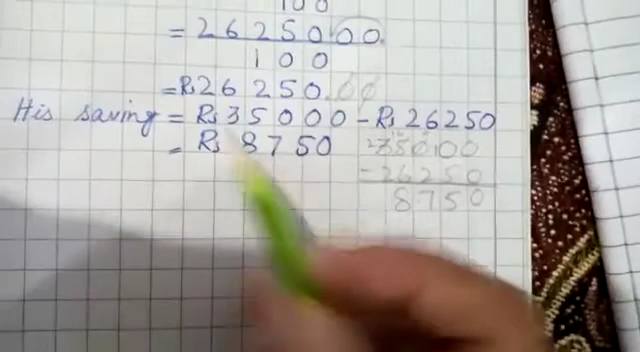 100
= 2625000
100
= Rs 26250.00
His saving = Rs 35000 - Rs 26250
= Rs 8750
35000
- 26250
8750